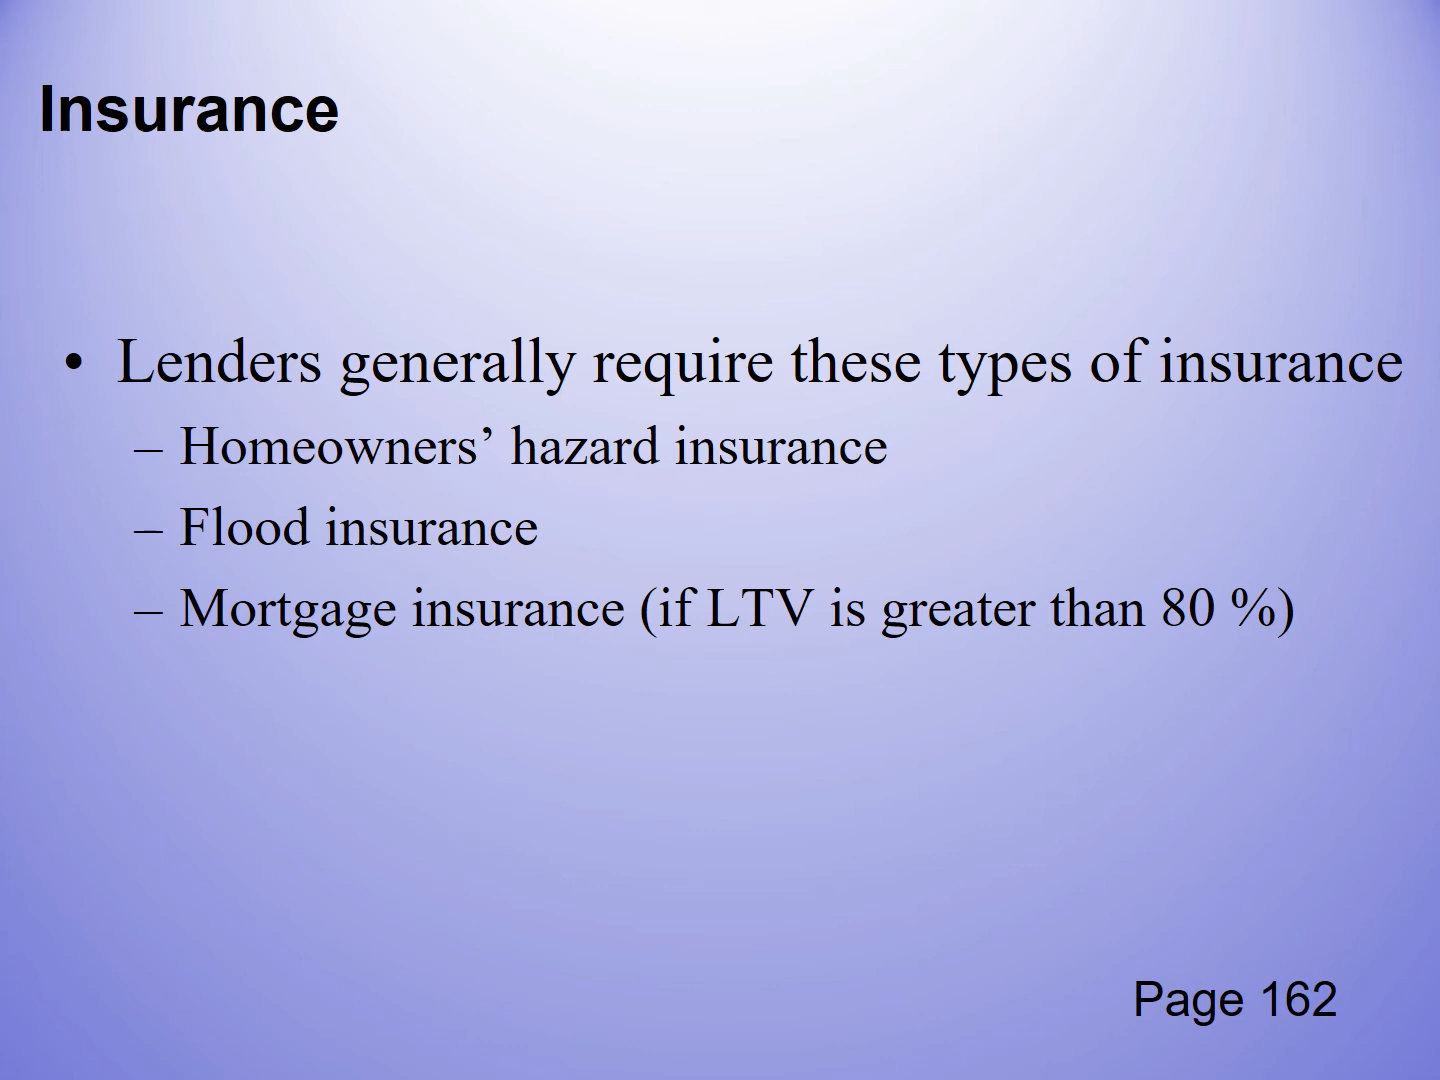 Insurance
• Lenders generally require these types of insurance
– Homeowners’ hazard insurance
– Flood insurance
– Mortgage insurance (if LTV is greater than 80 %)
Page 162